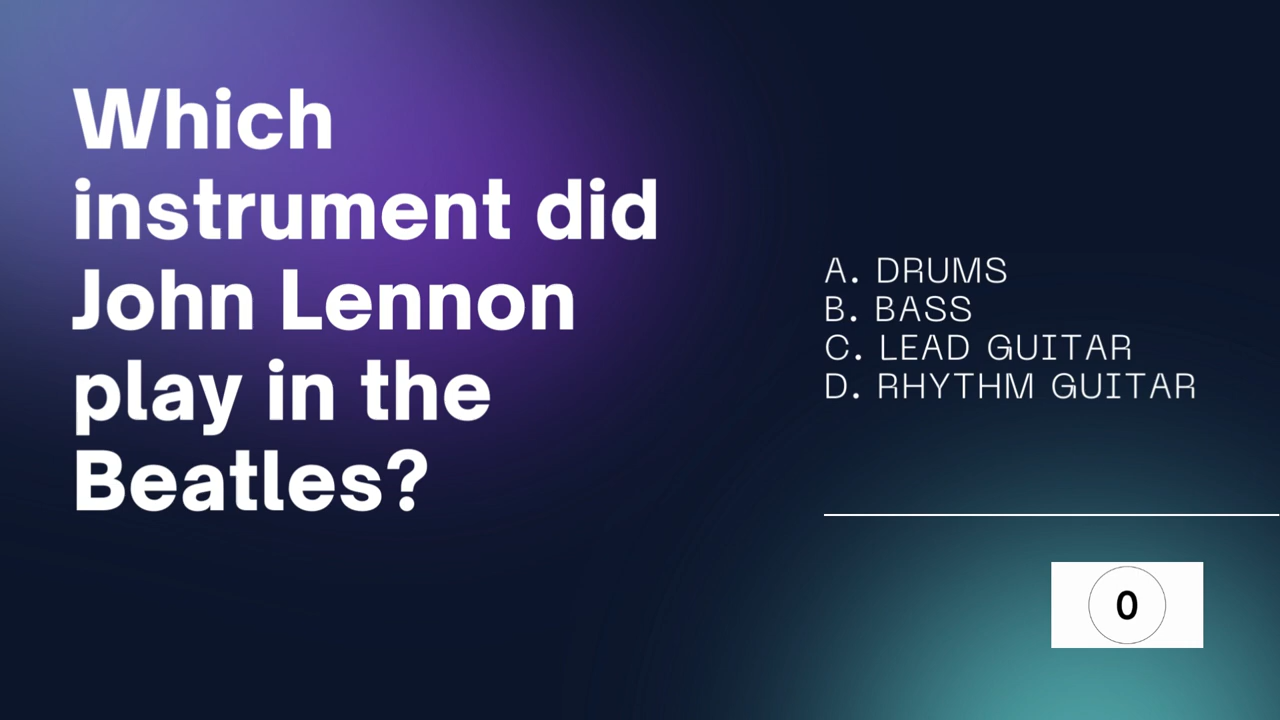 Which
instrument did
John Lennon
play in the
Beatles?
A. DRUMS
B. BASS
C. LEAD GUITAR
D. RHYTHM GUITAR
0